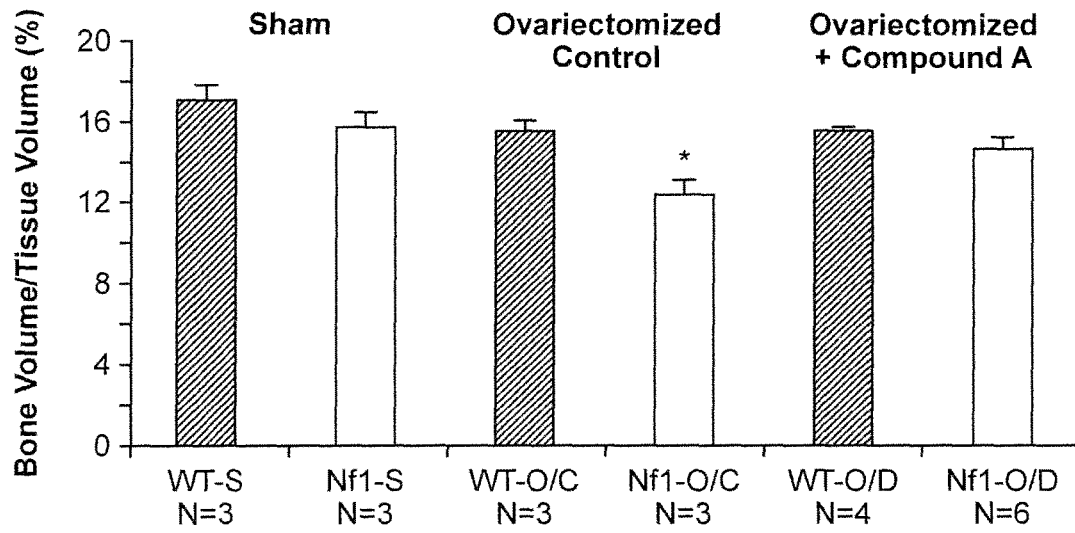 Sham
Ovariectomized
Control
Ovariectomized
+ Compound A
Bone Volume/Tissue Volume (%)
20
16
12
8
4
0
*
WT-S
N=3
Nf1-S
N=3
WT-O/C
N=3
Nf1-O/C
N=3
WT-O/D
N=4
Nf1-O/D
N=6